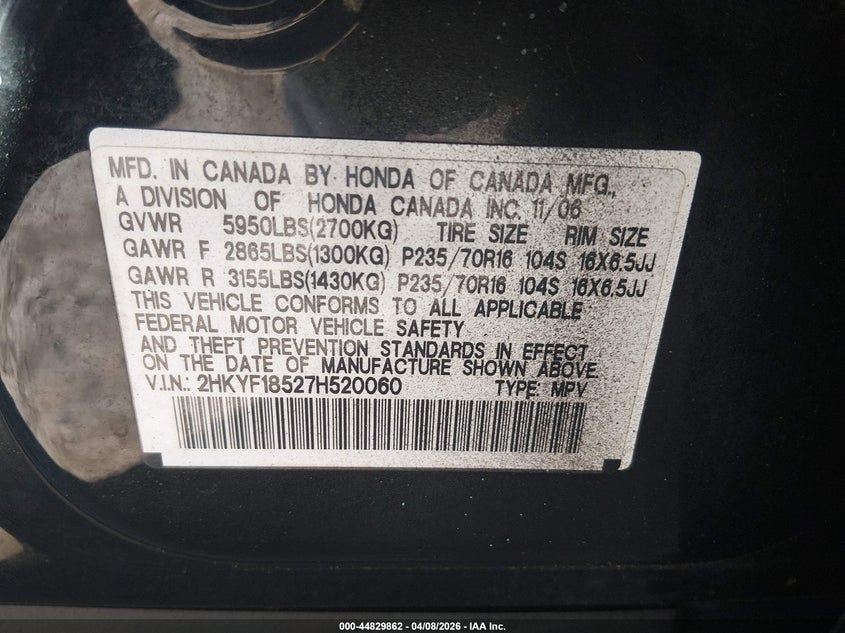 MFD. IN CANADA BY HONDA OF CANADA MFG.,
A DIVISION OF HONDA CANADA INC. 11/06
GVWR 5950LBS(2700KG) TIRE SIZE RIM SIZE
GAWR F 2865LBS(1300KG) P235/70R16 104S 16X6.5JJ
GAWR R 3155LBS(1430KG) P235/70R16 104S 16X6.5JJ
THIS VEHICLE CONFORMS TO ALL APPLICABLE
FEDERAL MOTOR VEHICLE SAFETY
AND THEFT PREVENTION STANDARDS IN EFFECT
ON THE DATE OF MANUFACTURE SHOWN ABOVE.
V.I.N.: 2HKYF18527H520060 TYPE: MPV
000-44829862 - 04/08/2026 - IAA Inc.